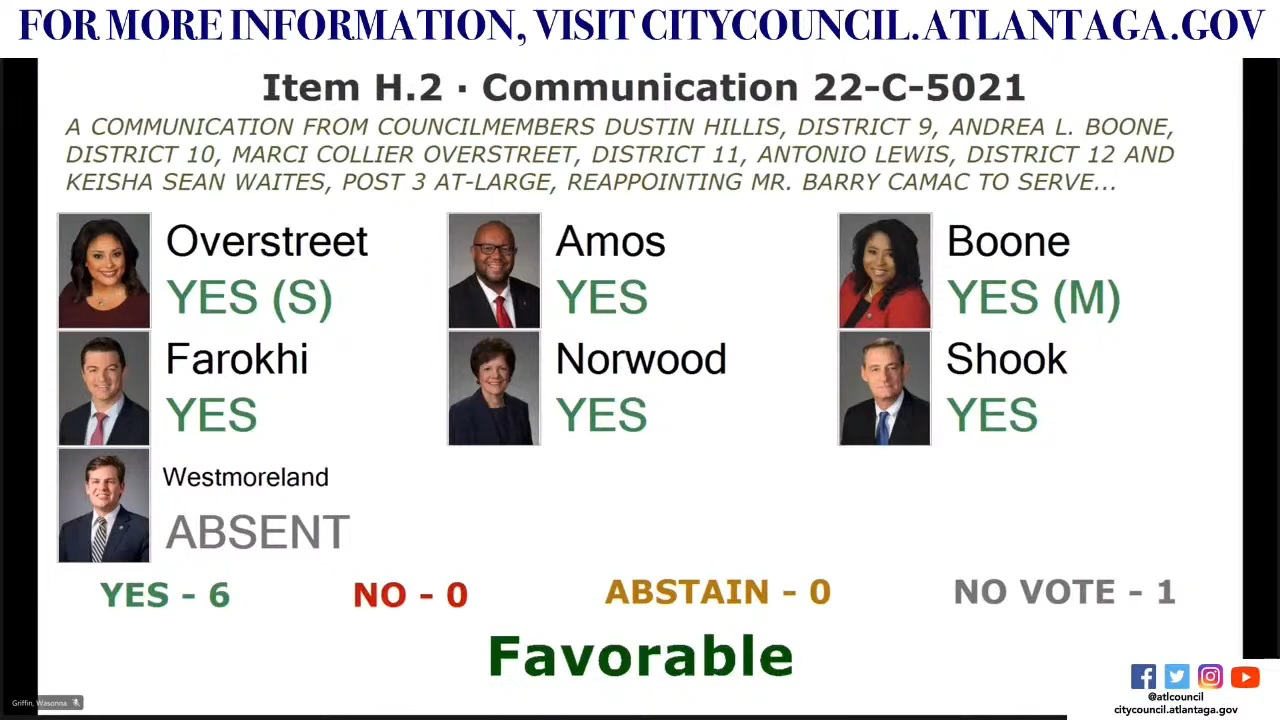 FOR MORE INFORMATION, VISIT CITYCOUNCIL.ATLANTAGA.GOV
Item H.2 · Communication 22-C-5021
A COMMUNICATION FROM COUNCILMEMBERS DUSTIN HILLIS, DISTRICT 9, ANDREA L. BOONE,
DISTRICT 10, MARCI COLLIER OVERSTREET, DISTRICT 11, ANTONIO LEWIS, DISTRICT 12 AND
KEISHA SEAN WAITES, POST 3 AT-LARGE, REAPPOINTING MR. BARRY CAMAC TO SERVE...
Overstreet
YES (S)
Amos
YES
Boone
YES (M)
Farokhi
YES
Norwood
YES
Shook
YES
Westmoreland
ABSENT
YES - 6
NO - 0
ABSTAIN - 0
NO VOTE - 1
Favorable
Griffin, Wasonna
@atlcouncil
citycouncil.atlantaga.gov